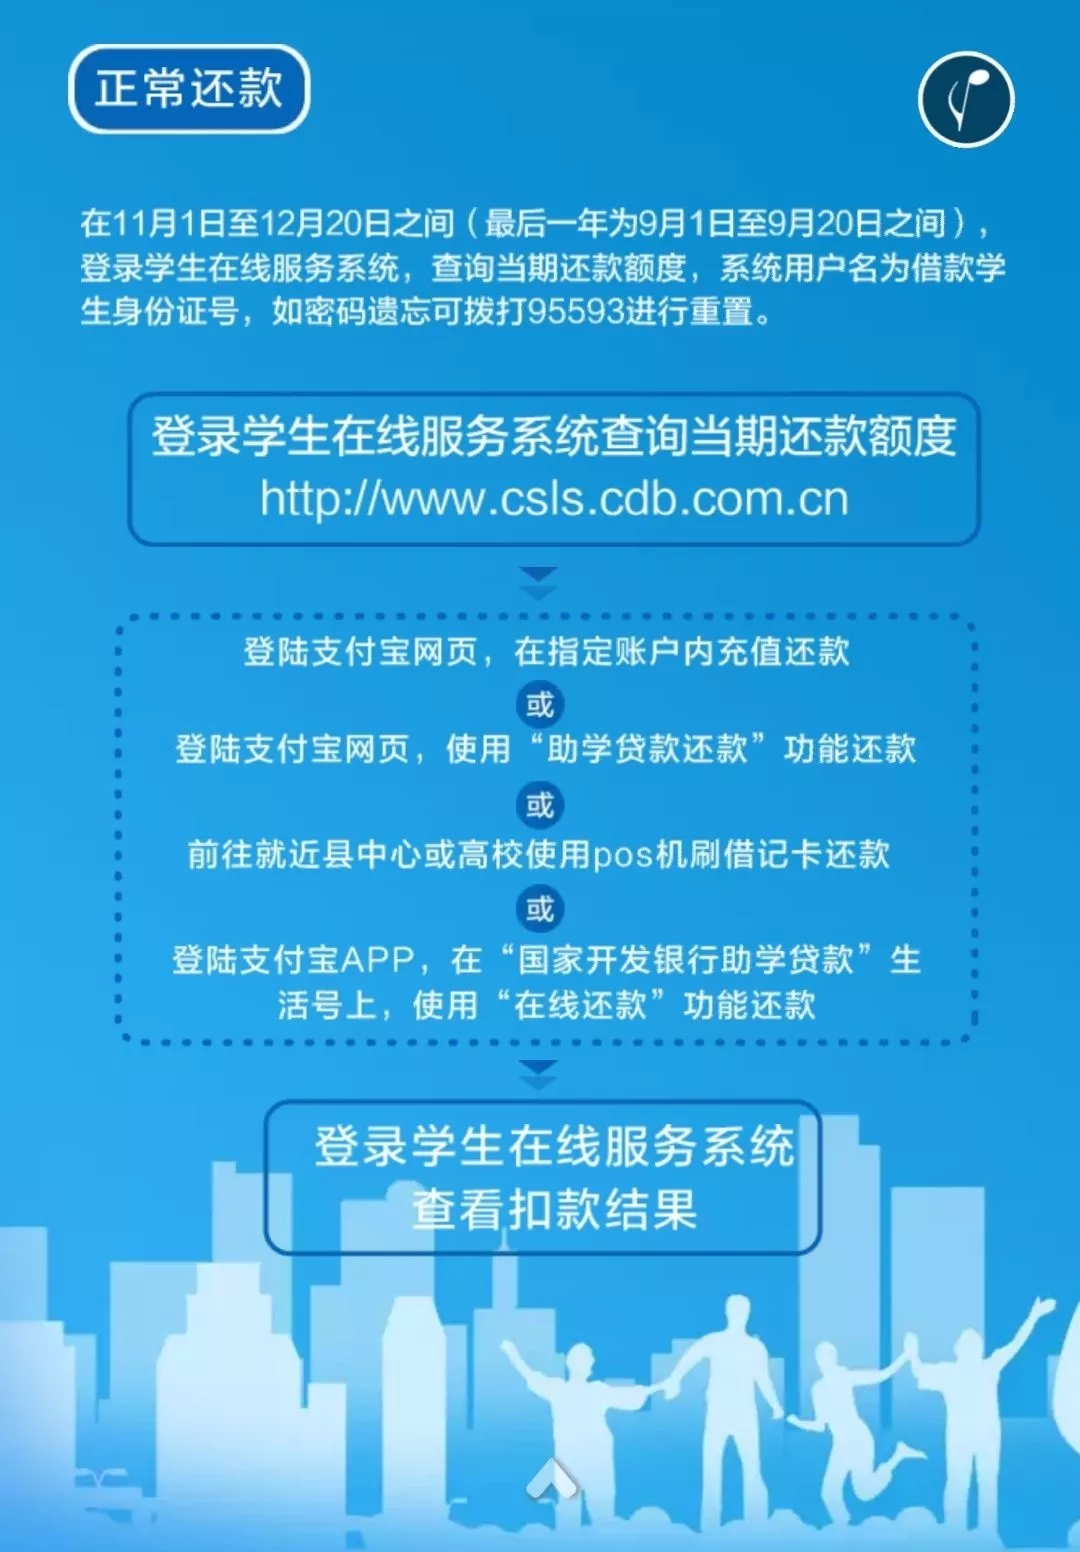 正常还款
在11月1日至12月20日之间（最后一年为9月1日至9月20日之间），
登录学生在线服务系统，查询当期还款额度，系统用户名为借款学
生身份证号，如密码遗忘可拨打95593进行重置。
登录学生在线服务系统查询当期还款额度
http://www.csls.cdb.com.cn
登陆支付宝网页，在指定账户内充值还款
或
登陆支付宝网页，使用“助学贷款还款”功能还款
或
前往就近县中心或高校使用pos机刷借记卡还款
或
登陆支付宝APP，在“国家开发银行助学贷款”生
活号上，使用“在线还款”功能还款
登录学生在线服务系统
查看扣款结果